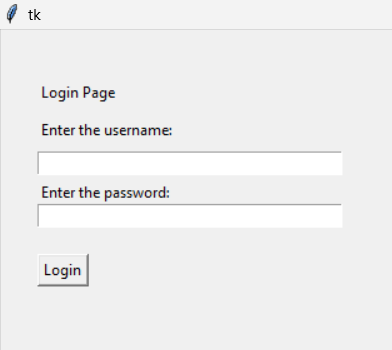 tk
Login Page
Enter the username:
Enter the password:
Login